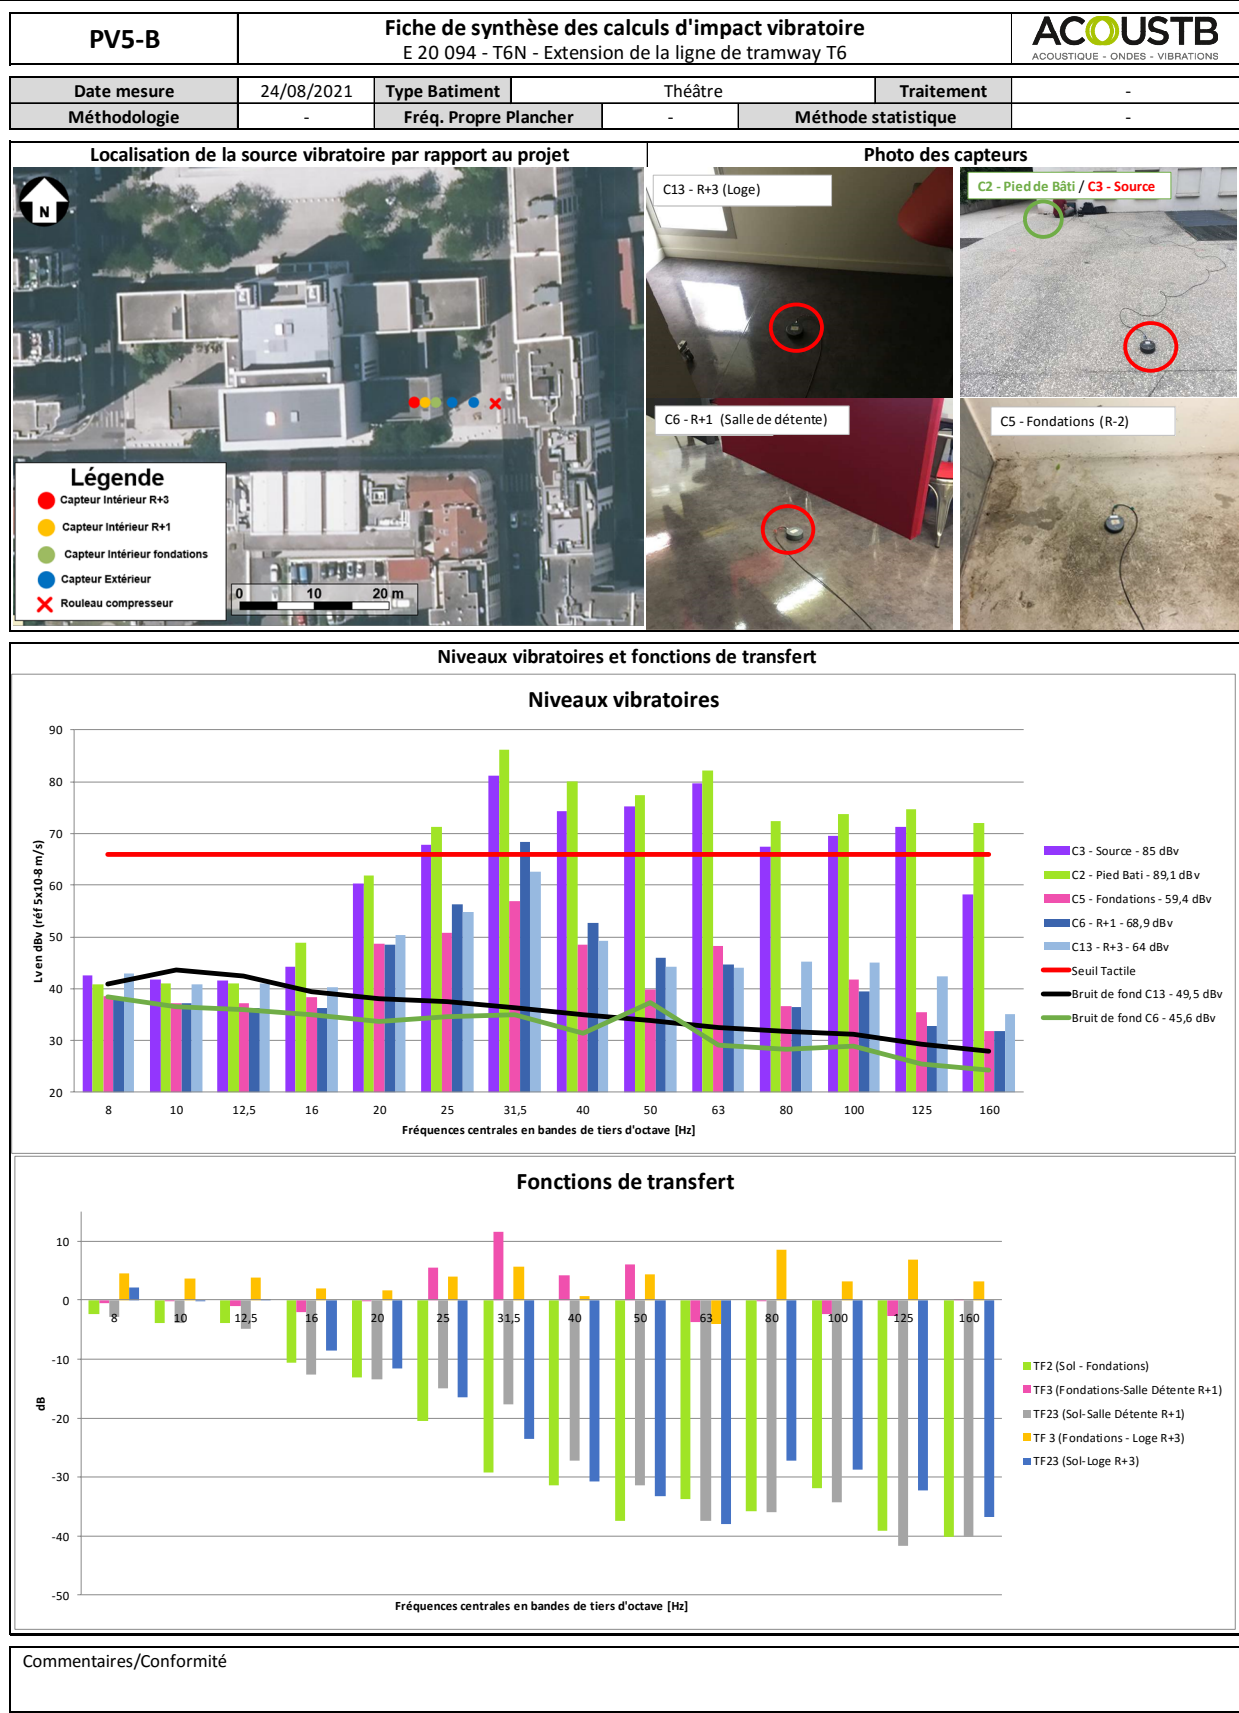 PV5-B
Fiche de synthèse des calculs d'impact vibratoire
E 20 094 - T6N - Extension de la ligne de tramway T6
ACOUSTB
ACOUSTIQUE - ONDES - VIBRATIONS
Date mesure 24/08/2021 Type Batiment Théâtre Traitement -
Méthodologie - Fréq. Propre Plancher - Méthode statistique -
Localisation de la source vibratoire par rapport au projet
N
Légende
Capteur Intérieur R+3
Capteur Intérieur R+1
Capteur Intérieur fondations
Capteur Extérieur
Rouleau compresseur
0 10 20 m
Photo des capteurs
C13 - R+3 (Loge)
C2 - Pied de Bâti / C3 - Source
C6 - R+1 (Salle de détente)
C5 - Fondations (R-2)
Niveaux vibratoires et fonctions de transfert
Niveaux vibratoires
Lv en dBv (réf 5x10-8 m/s)
90
80
70
60
50
40
30
20
8 10 12,5 16 20 25 31,5 40 50 63 80 100 125 160
Fréquences centrales en bandes de tiers d'octave [Hz]
C3 - Source - 85 dBv
C2 - Pied Bati - 89,1 dBv
C5 - Fondations - 59,4 dBv
C6 - R+1 - 68,9 dBv
C13 - R+3 - 64 dBv
Seuil Tactile
Bruit de fond C13 - 49,5 dBv
Bruit de fond C6 - 45,6 dBv
Fonctions de transfert
dB
10
0
-10
-20
-30
-40
-50
8 10 12,5 16 20 25 31,5 40 50 63 80 100 125 160
Fréquences centrales en bandes de tiers d'octave [Hz]
TF2 (Sol - Fondations)
TF3 (Fondations-Salle Détente R+1)
TF23 (Sol-Salle Détente R+1)
TF 3 (Fondations - Loge R+3)
TF23 (Sol-Loge R+3)
Commentaires/Conformité